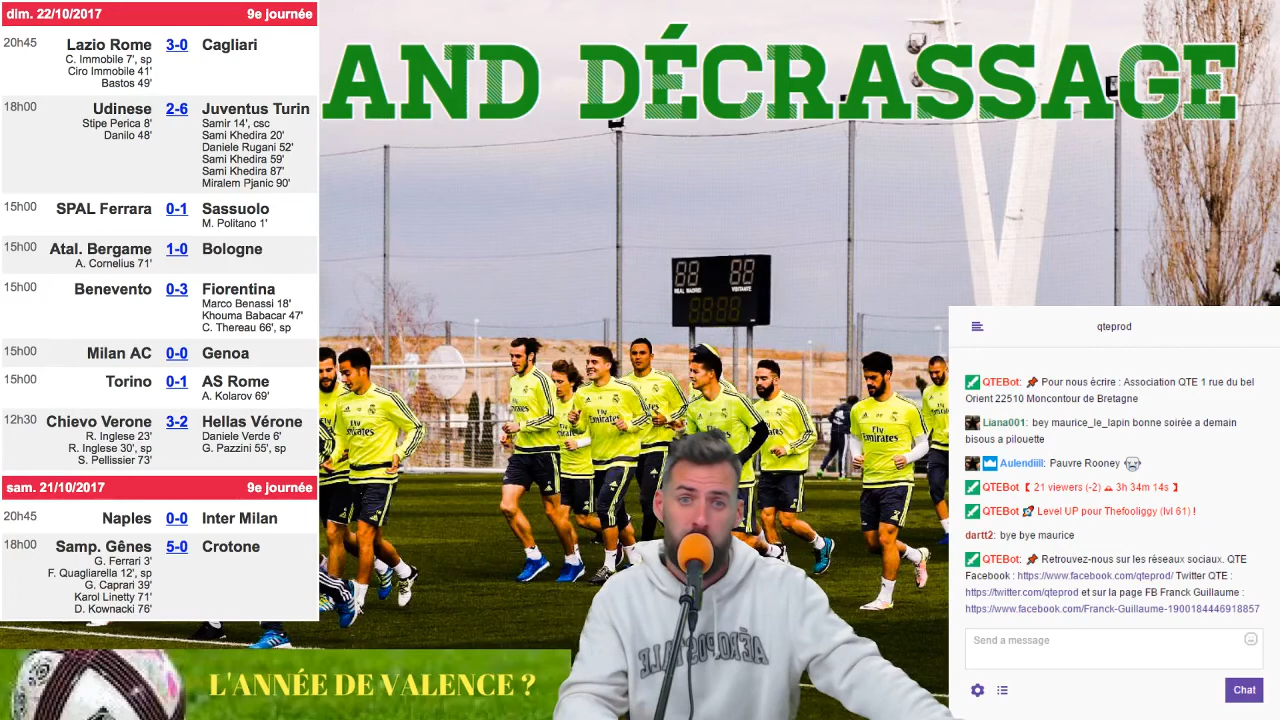 dim. 22/10/2017 9e journée
20h45 Lazio Rome 3-0 Cagliari
C. Immobile 7', sp
Ciro Immobile 41'
Bastos 49'
18h00 Udinese 2-6 Juventus Turin
Stipe Perica 8' Samir 14', csc
Danilo 48' Sami Khedira 20'
Daniele Rugani 52'
Sami Khedira 59'
Sami Khedira 87'
Miralem Pjanic 90'
15h00 SPAL Ferrara 0-1 Sassuolo
M. Politano 1'
15h00 Atal. Bergame 1-0 Bologne
A. Cornelius 71'
15h00 Benevento 0-3 Fiorentina
Marco Benassi 18'
Khouma Babacar 47'
C. Thereau 66', sp
15h00 Milan AC 0-0 Genoa
15h00 Torino 0-1 AS Rome
A. Kolarov 69'
12h30 Chievo Verone 3-2 Hellas Vérone
R. Inglese 23' Daniele Verde 6'
R. Inglese 30', sp G. Pazzini 55', sp
S. Pellissier 73'
sam. 21/10/2017 9e journée
20h45 Naples 0-0 Inter Milan
18h00 Samp. Gênes 5-0 Crotone
G. Ferrari 3'
F. Quagliarella 12', sp
G. Caprari 39'
Karol Linetty 71'
D. Kownacki 76'
AND DÉCRASSAGE
REAL MADRID VISITANTE
Fly
Emirates
AÉROPOSTALE
L'ANNÉE DE VALENCE ?
qteprod
QTEBot: 📌 Pour nous écrire : Association QTE 1 rue du bel
Orient 22510 Moncontour de Bretagne
Liana001: bey maurice_le_lapin bonne soirée a demain
bisous a pilouette
Aulendiill: Pauvre Rooney
QTEBot 【 21 viewers (-2) 3h 34m 14s 】
QTEBot 🚀 Level UP pour Thefooliggy (lvl 61) !
dartt2: bye bye maurice
QTEBot: 📌 Retrouvez-nous sur les réseaux sociaux. QTE
Facebook : https://www.facebook.com/qteprod/ Twitter QTE :
https://twitter.com/qteprod et sur la page FB Franck Guillaume :
https://www.facebook.com/Franck-Guillaume-1900184446918857
Send a message
Chat